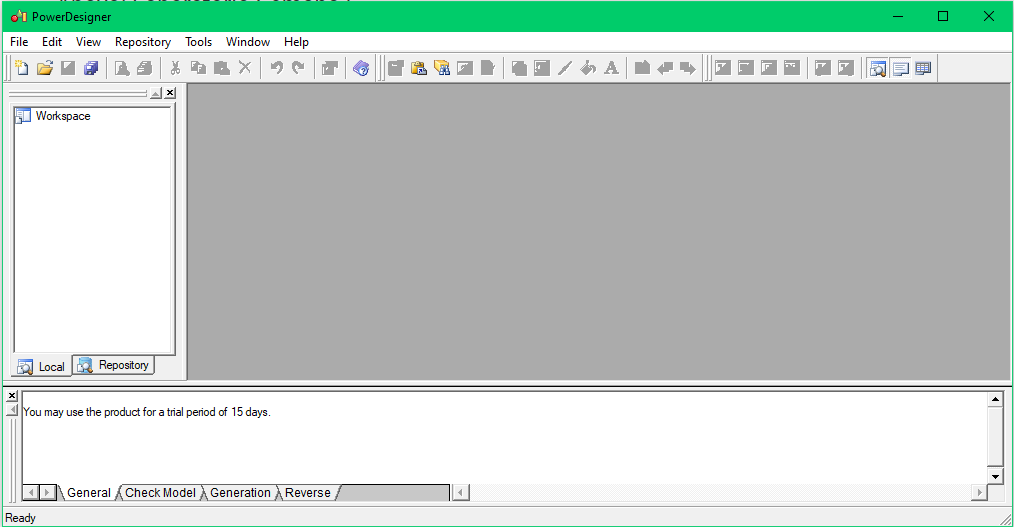 PowerDesigner
File Edit View Repository Tools Window Help
Workspace
Local Repository
You may use the product for a trial period of 15 days.
General Check Model Generation Reverse
Ready